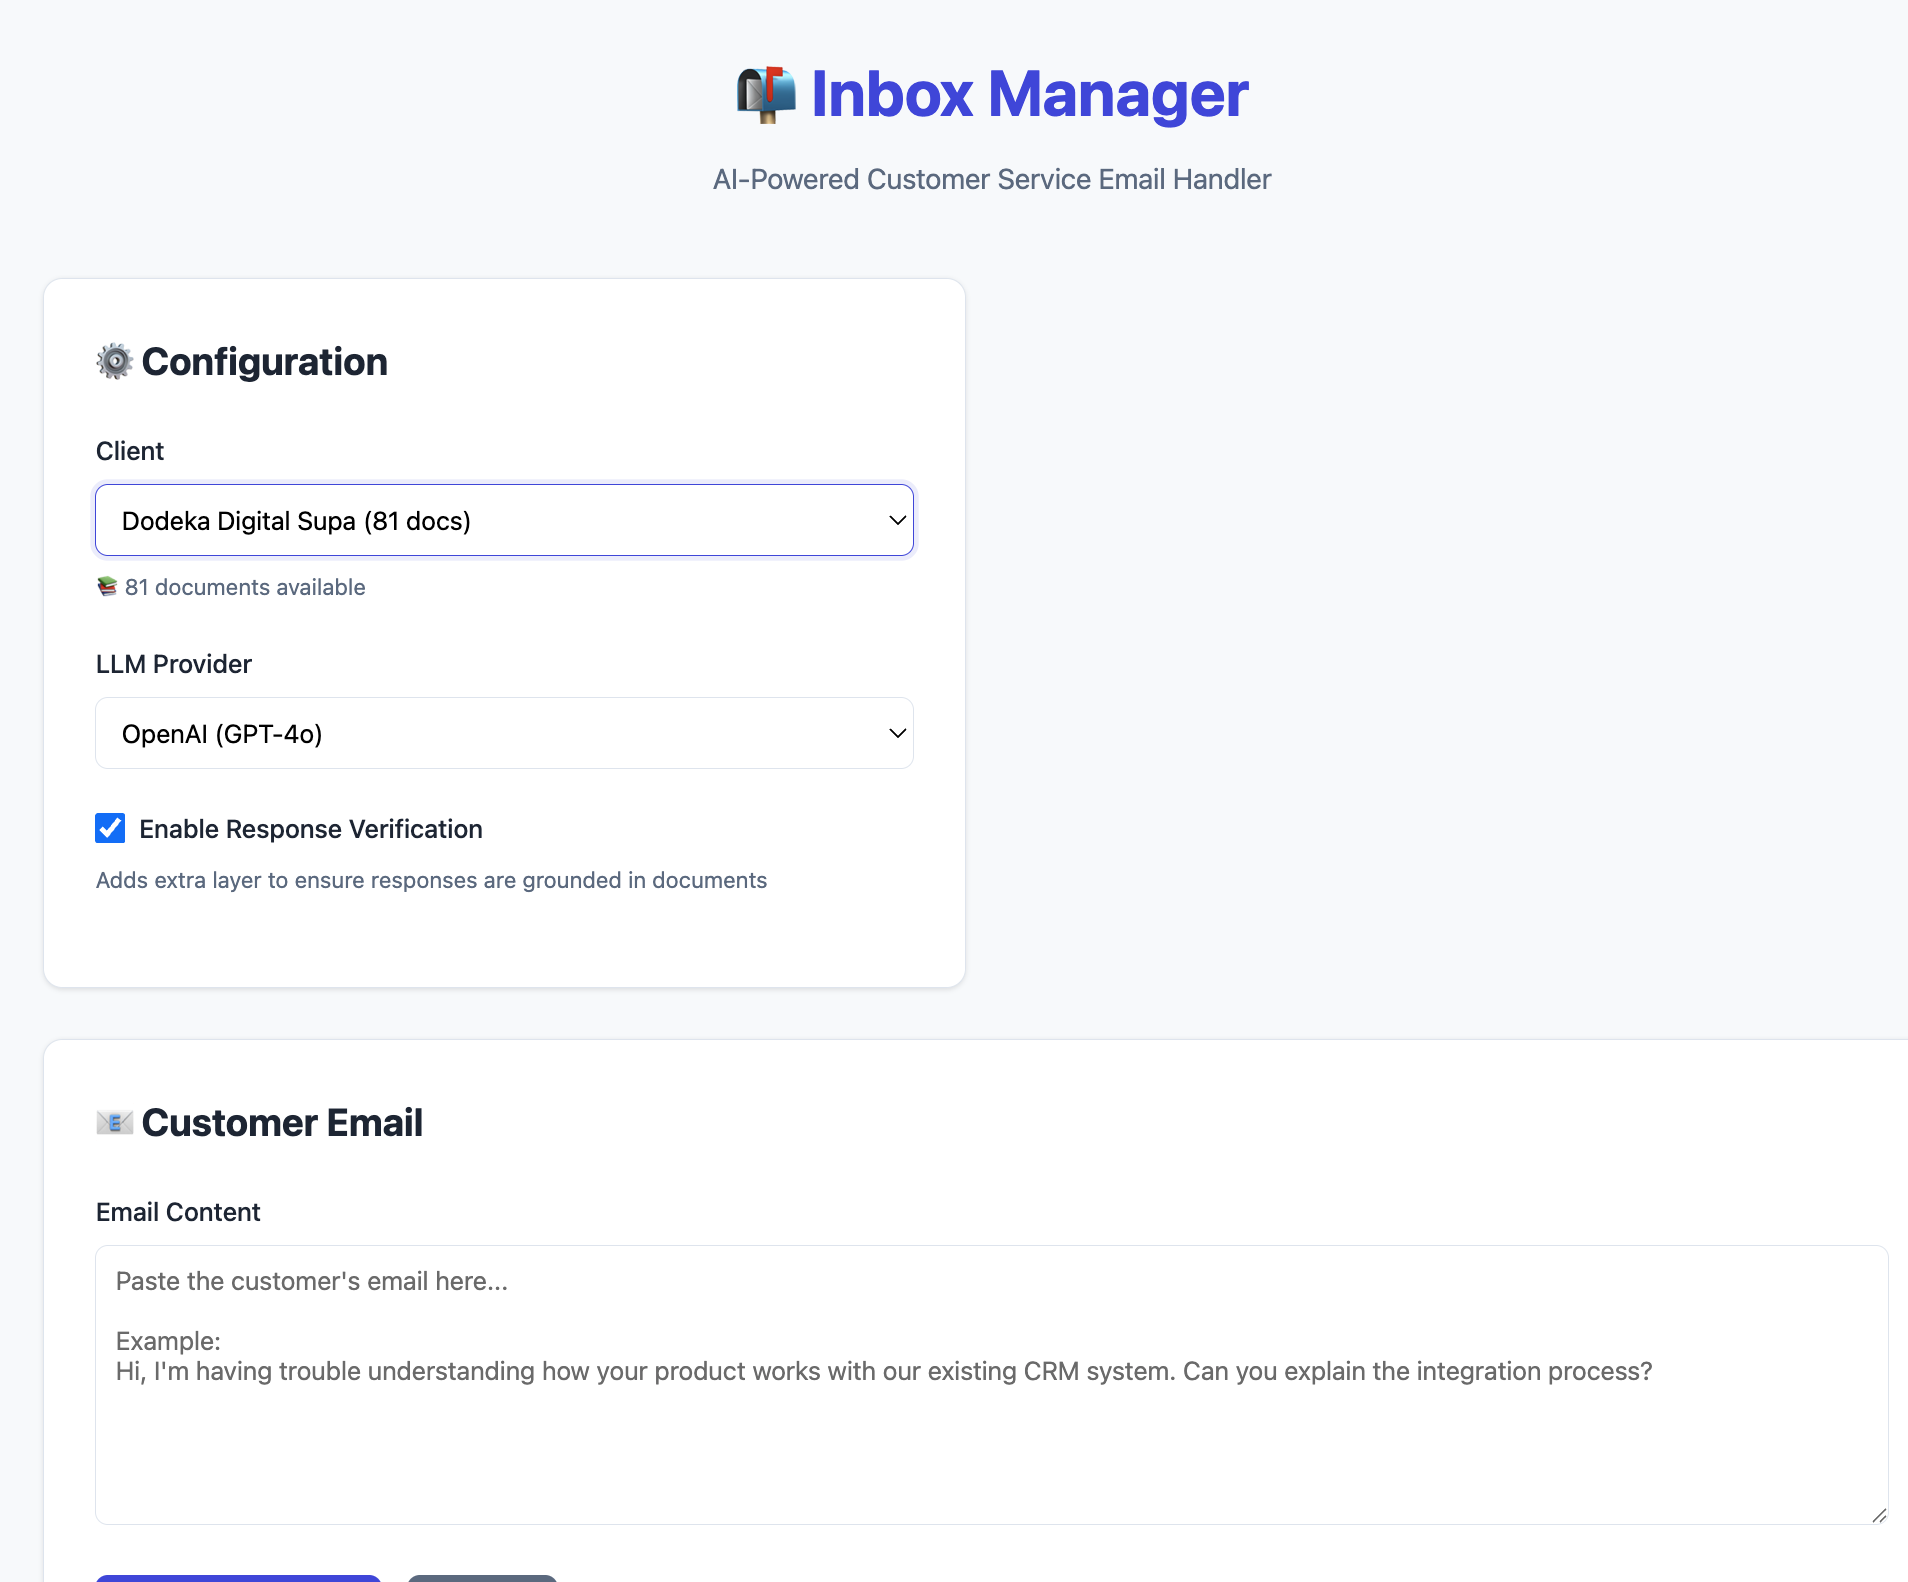 Inbox Manager
AI-Powered Customer Service Email Handler
Configuration
Client
Dodeka Digital Supa (81 docs)
81 documents available
LLM Provider
OpenAI (GPT-4o)
Enable Response Verification
Adds extra layer to ensure responses are grounded in documents
Customer Email
Email Content
Paste the customer's email here...
Example:
Hi, I'm having trouble understanding how your product works with our existing CRM system. Can you explain the integration process?